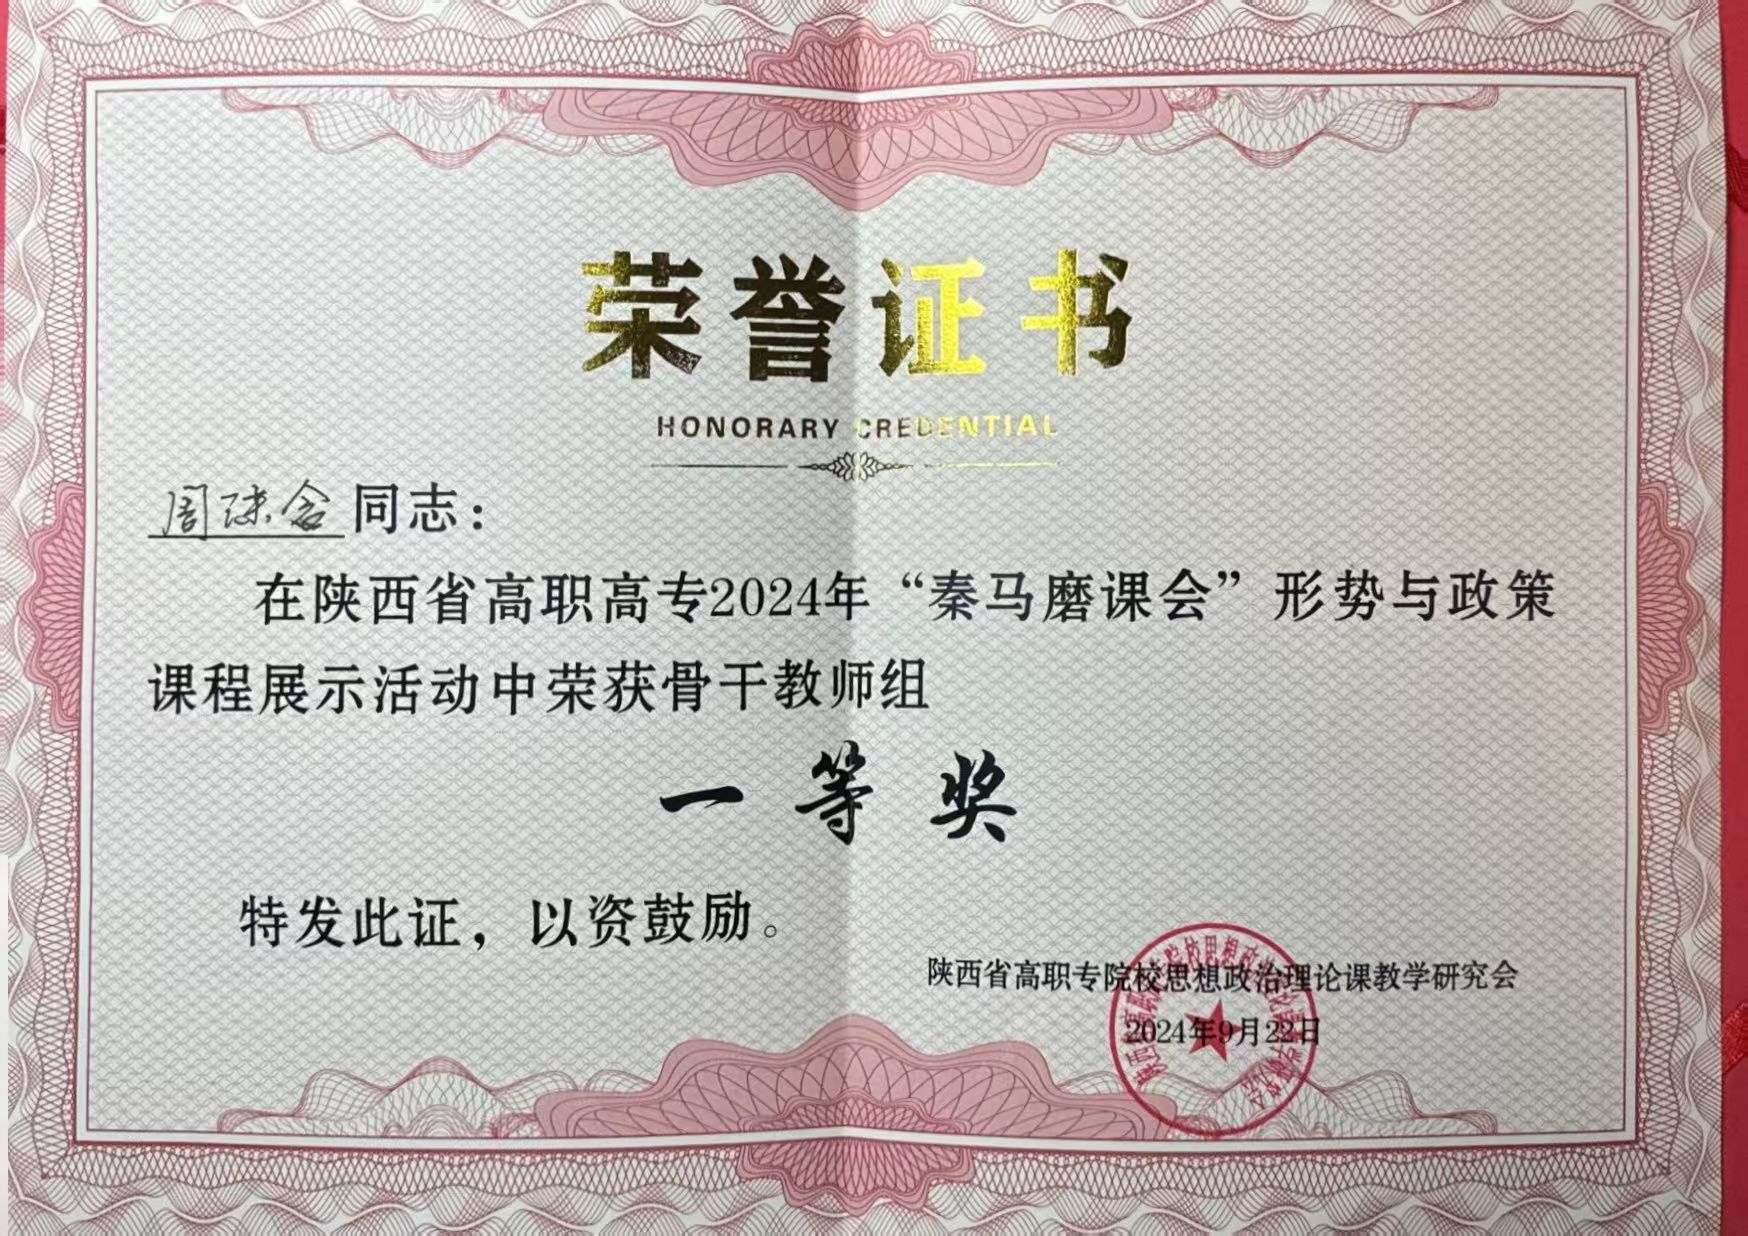 荣誉证书
HONORARY CREDENTIAL
周 同志：
在陕西省高职高专2024年“秦马磨课会”形势与政策
课程展示活动中荣获骨干教师组
一等奖
特发此证，以资鼓励。
陕西省高职专院校思想政治理论课教学研究会
2024年9月22日